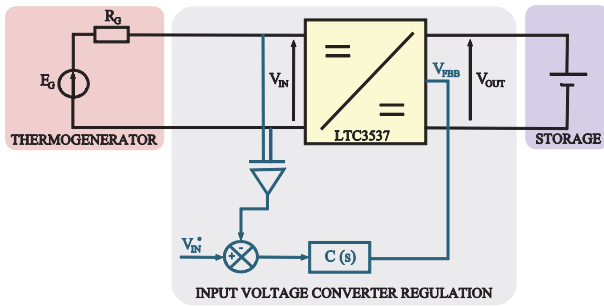 R_G
E_G
V_IN
V_FBB
V_OUT
LTC3537
THERMOGENERATOR
STORAGE
V_IN^*
+
-
C (s)
INPUT VOLTAGE CONVERTER REGULATION